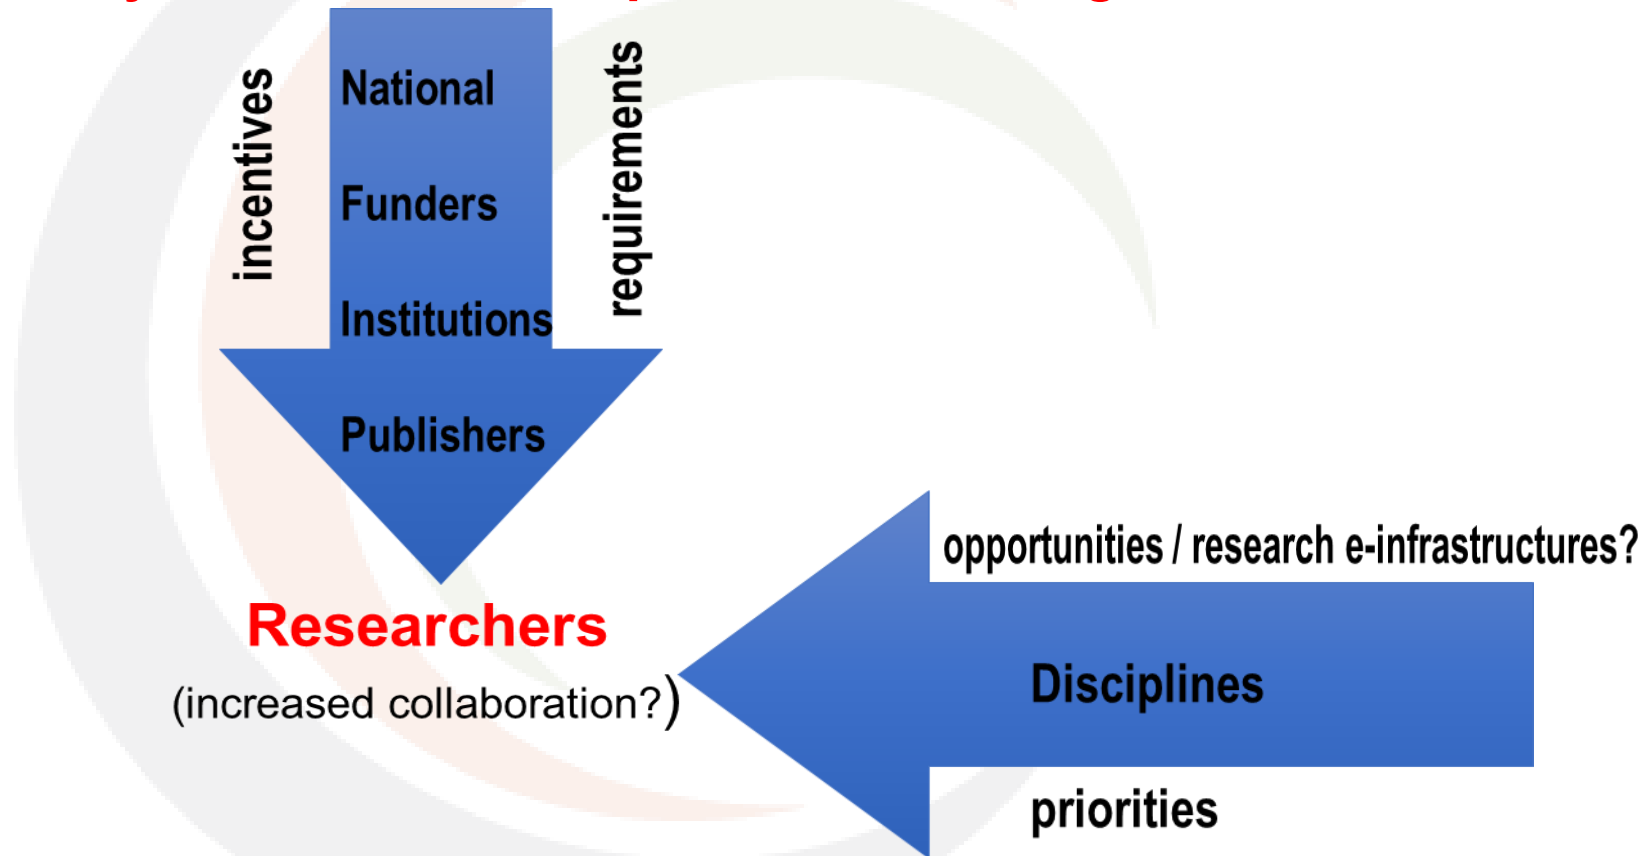 incentives
National
Funders
Institutions
Publishers
requirements
opportunities / research e-infrastructures?
Researchers
(increased collaboration?)
Disciplines
priorities